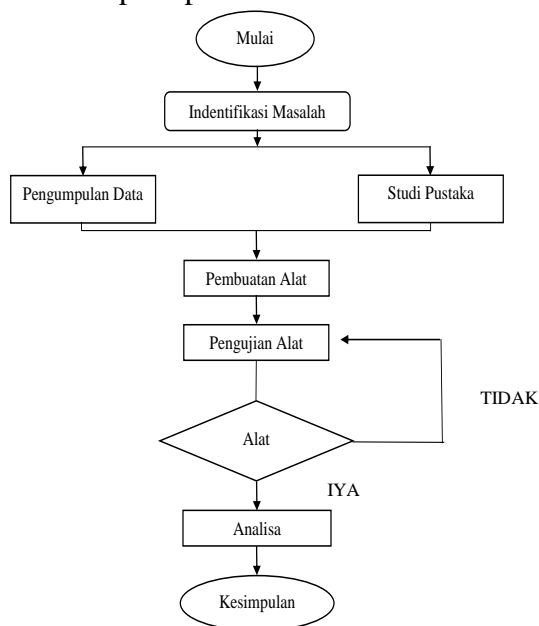 Mulai
Indentifikasi Masalah
Pengumpulan Data
Studi Pustaka
Pembuatan Alat
Pengujian Alat
TIDAK
Alat
IYA
Analisa
Kesimpulan